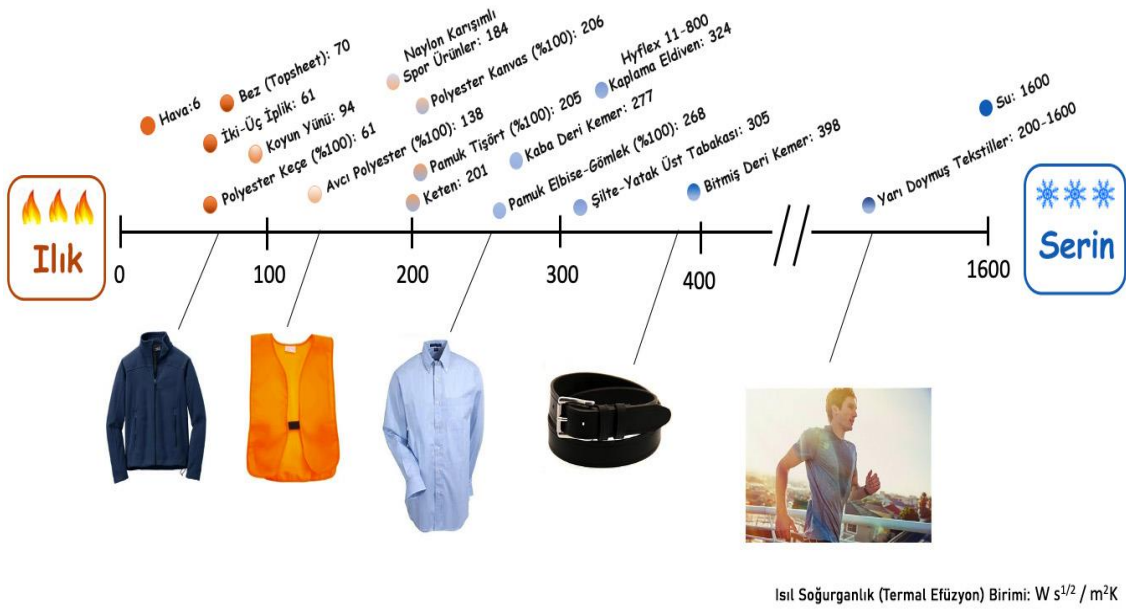 Hava:6
Bez (Topsheet): 70
İki-Üç İplik: 61
Koyun Yünü: 94
Polyester Keçe (%100): 61
Avcı Polyester (%100): 138
Naylon Karışımlı
Spor Ürünler: 184
Polyester Kanvas (%100): 206
Pamuk Tişört (%100): 205
Keten: 201
Hyflex 11-800
Kaplama Eldiven: 324
Kaba Deri Kemer: 277
Pamuk Elbise-Gömlek (%100): 268
Şilte-Yatak Üst Tabakası: 305
Bitmiş Deri Kemer: 398
Su: 1600
Yarı Doymuş Tekstiller: 200-1600
Ilık
Serin
0
100
200
300
400
1600
Isıl Soğurganlık (Termal Efüzyon) Birimi: W s^1/2 / m²K